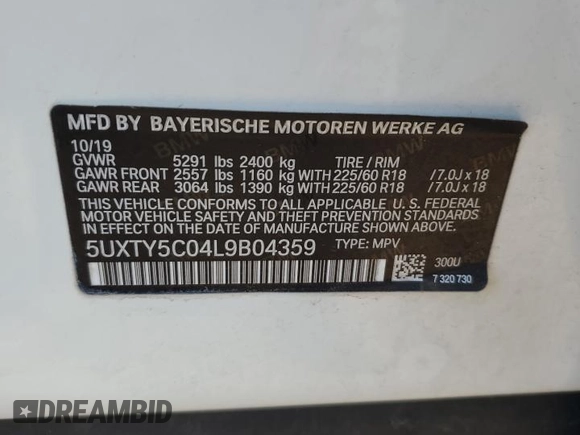 MFD BY BAYERISCHE MOTOREN WERKE AG
10/19
GVWR 5291 lbs 2400 kg TIRE / RIM
GAWR FRONT 2557 lbs 1160 kg WITH 225/60 R18 /7.0J x 18
GAWR REAR 3064 lbs 1390 kg WITH 225/60 R18 /7.0J x 18
THIS VEHICLE CONFORMS TO ALL APPLICABLE U. S. FEDERAL
MOTOR VEHICLE SAFETY AND THEFT PREVENTION STANDARDS
IN EFFECT ON THE DATE OF MANUFACTURE SHOWN ABOVE.
5UXTY5C04L9B04359 TYPE: MPV
300U
7 320 730
DREAMBID